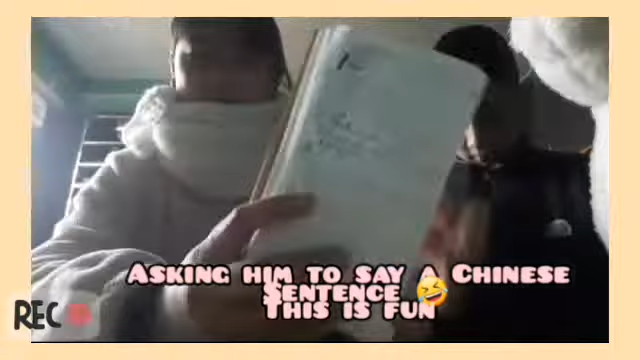 Asking him to say a Chinese
sentence 🤣
This is fun
REC